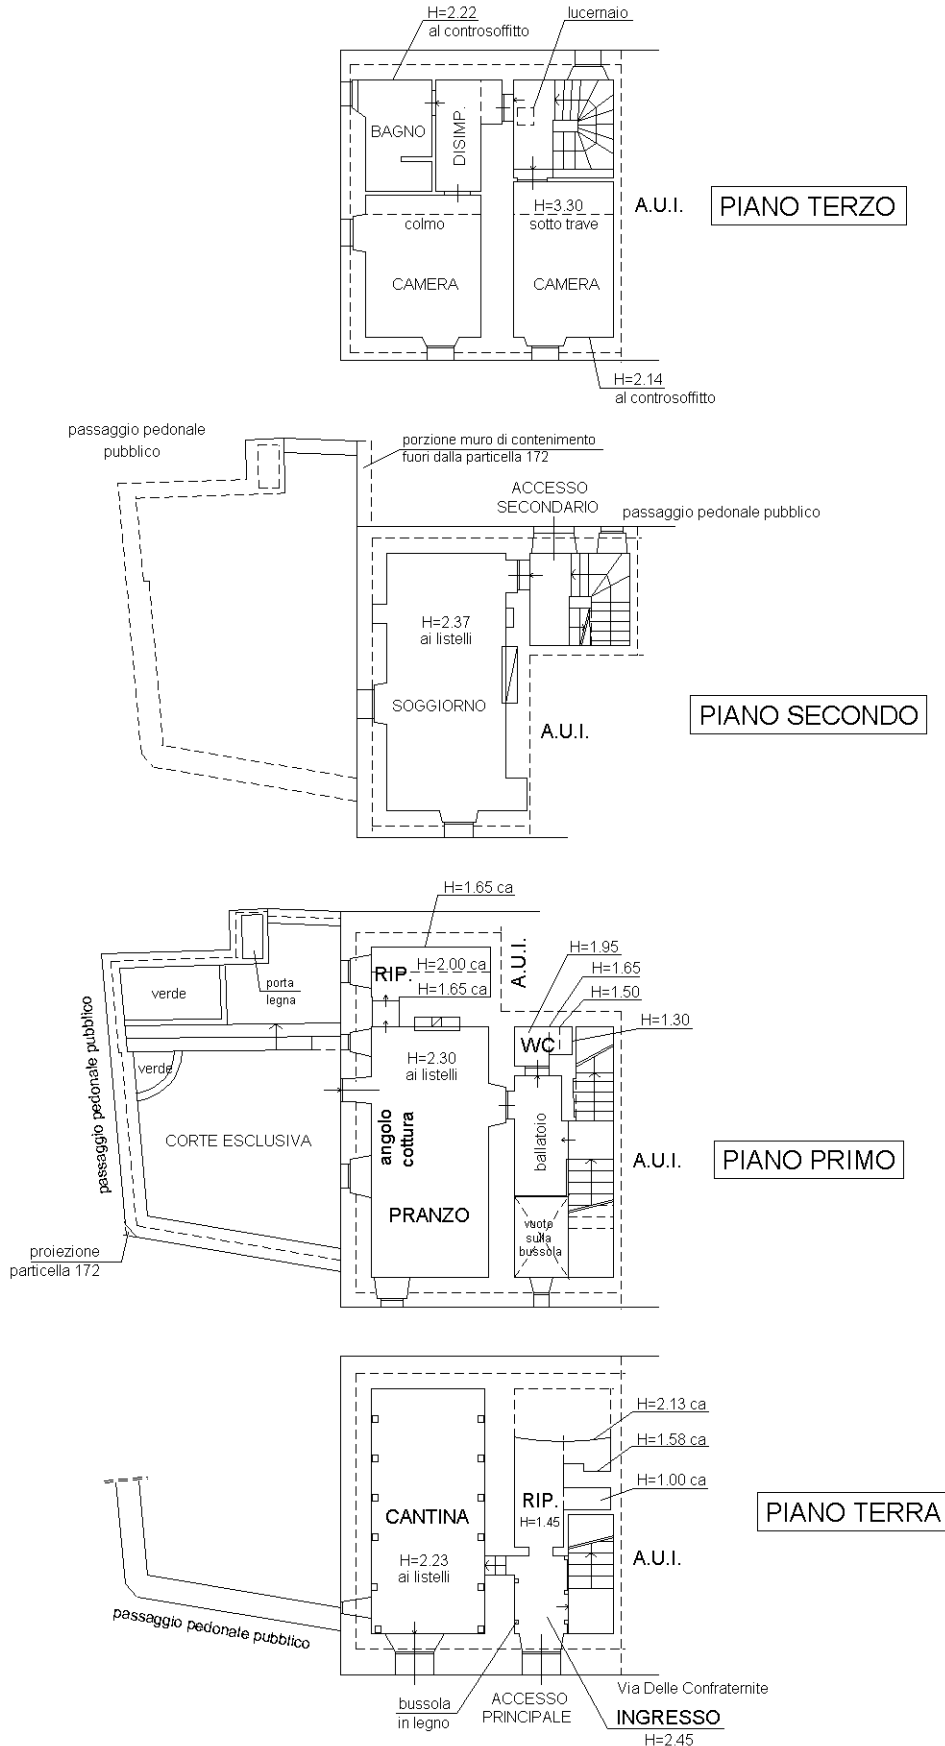 H=2.22
al controsoffitto
lucernaio
BAGNO
DISIMP.
H=3.30
sotto trave
colmo
CAMERA
CAMERA
A.U.I.
PIANO TERZO
H=2.14
al controsoffitto
passaggio pedonale
pubblico
porzione muro di contenimento
fuori dalla particella 172
ACCESSO
SECONDARIO
passaggio pedonale pubblico
H=2.37
ai listelli
SOGGIORNO
A.U.I.
PIANO SECONDO
H=1.65 ca
A.U.I.
H=1.95
H=1.65
H=1.50
H=1.30
RIP.
H=2.00 ca
H=1.65 ca
verde
porta
legna
verde
WC
H=2.30
ai listelli
passaggio pedonale pubblico
CORTE ESCLUSIVA
angolo
cottura
ballatoio
PRANZO
A.U.I.
PIANO PRIMO
vuoto
sulla
bussola
proiezione
particella 172
H=2.13 ca
H=1.58 ca
H=1.00 ca
RIP.
H=1.45
CANTINA
H=2.23
ai listelli
A.U.I.
PIANO TERRA
passaggio pedonale pubblico
bussola
in legno
ACCESSO
PRINCIPALE
Via Delle Confraternite
INGRESSO
H=2.45